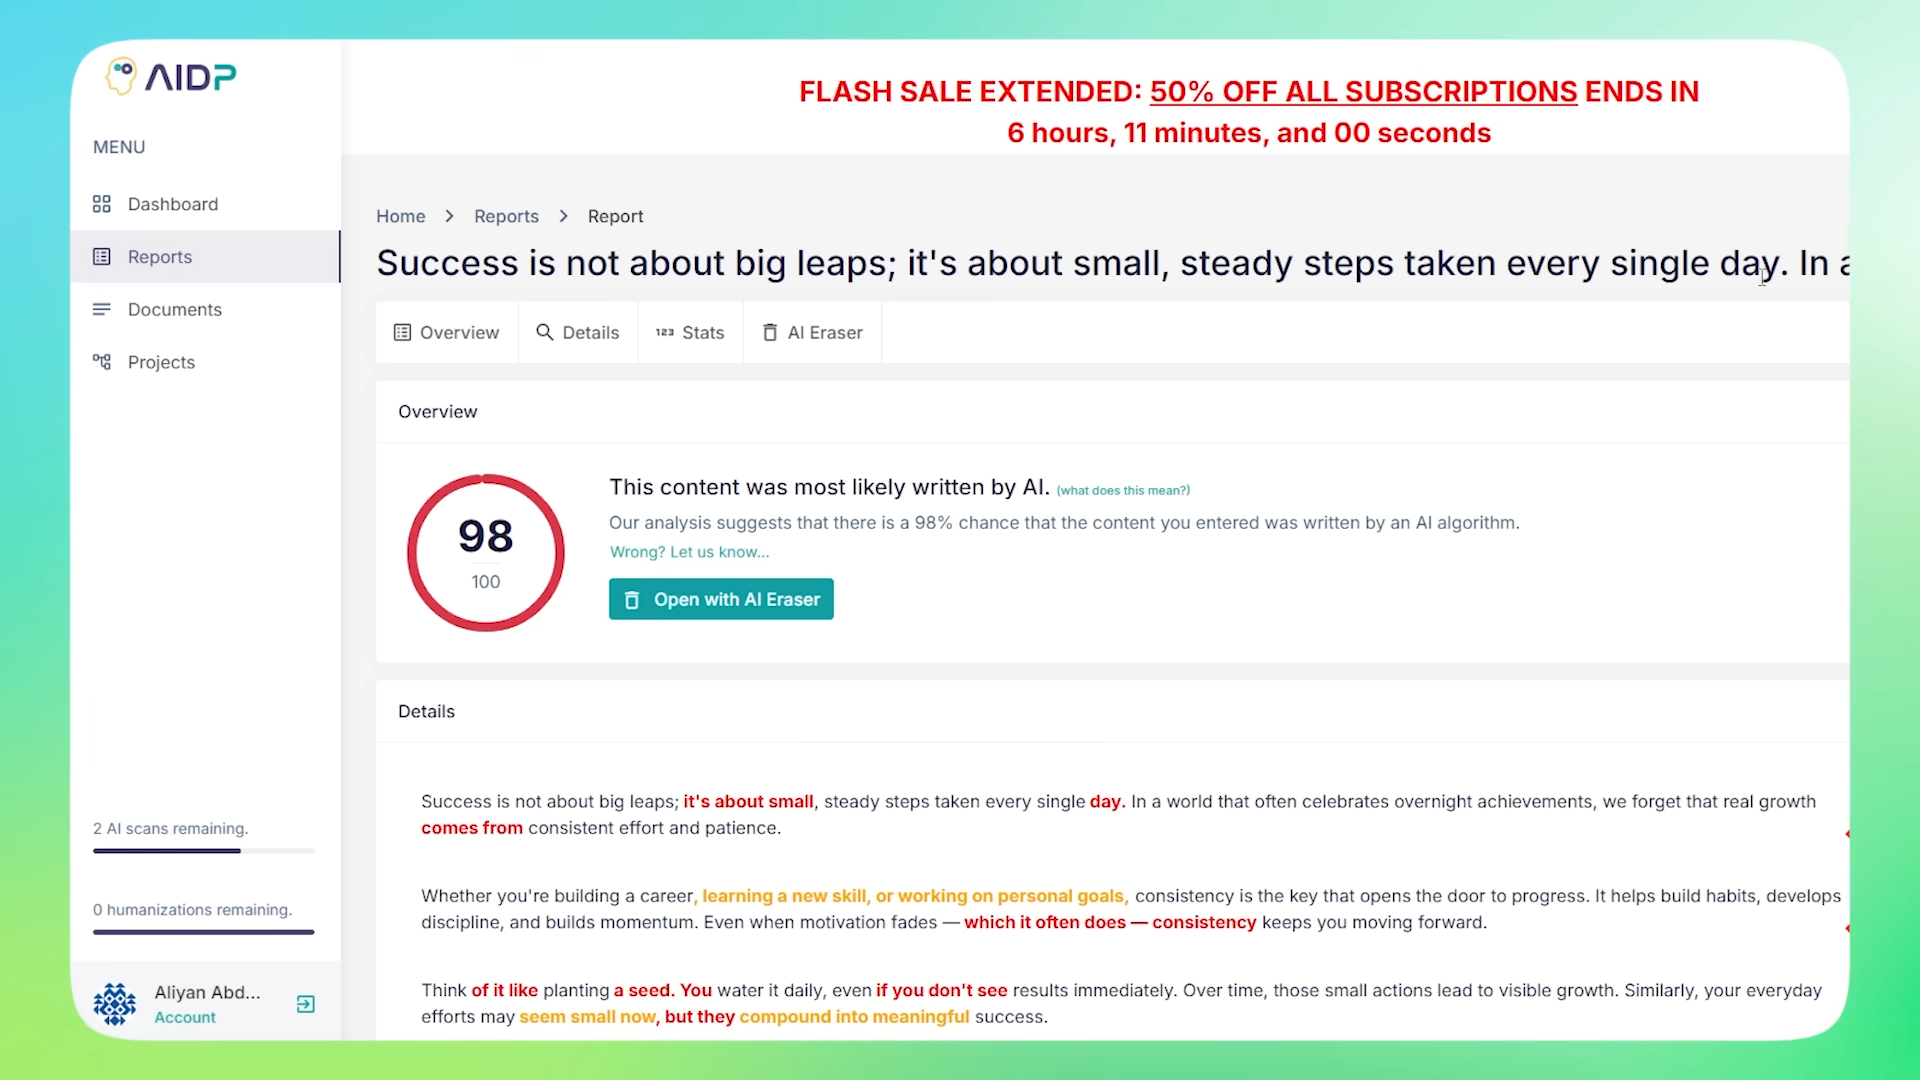 AIDP
FLASH SALE EXTENDED: 50% OFF ALL SUBSCRIPTIONS ENDS IN
6 hours, 11 minutes, and 00 seconds
MENU
Dashboard
Reports
Documents
Projects
Home > Reports > Report
Success is not about big leaps; it's about small, steady steps taken every single day. In
Overview
Details
123 Stats
AI Eraser
Overview
98
100
This content was most likely written by AI. (what does this mean?)
Our analysis suggests that there is a 98% chance that the content you entered was written by an AI algorithm.
Wrong? Let us know...
Open with AI Eraser
Details
Success is not about big leaps; it's about small, steady steps taken every single day. In a world that often celebrates overnight achievements, we forget that real growth
comes from consistent effort and patience.
Whether you're building a career, learning a new skill, or working on personal goals, consistency is the key that opens the door to progress. It helps build habits, develops
discipline, and builds momentum. Even when motivation fades — which it often does — consistency keeps you moving forward.
Think of it like planting a seed. You water it daily, even if you don't see results immediately. Over time, those small actions lead to visible growth. Similarly, your everyday
efforts may seem small now, but they compound into meaningful success.
2 AI scans remaining.
0 humanizations remaining.
Aliyan Abd...
Account